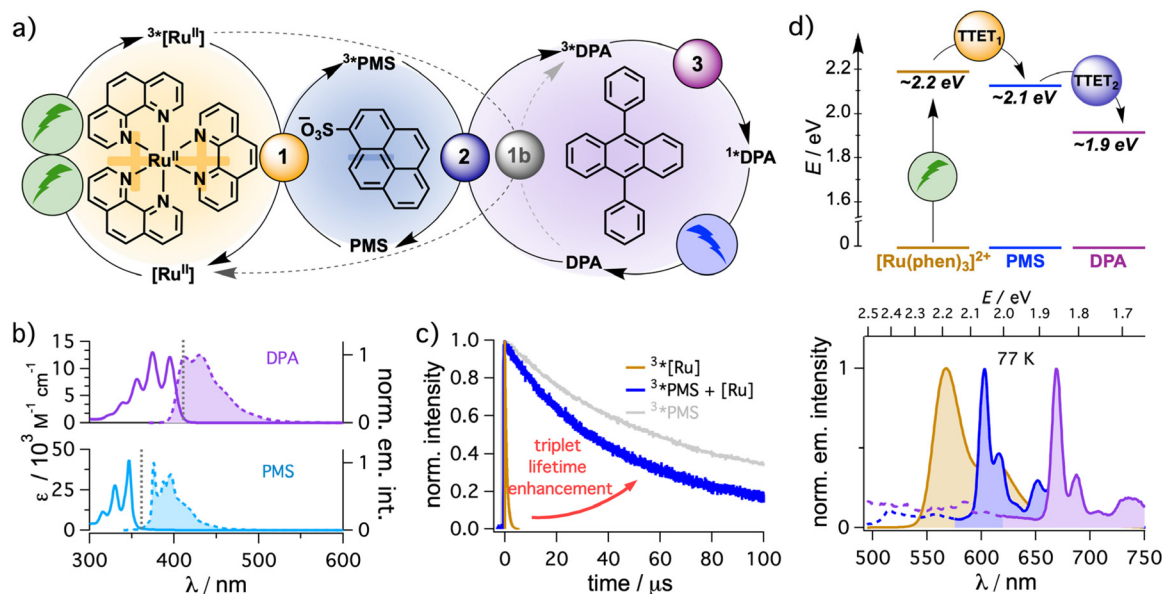 a)
³*[Ruᴵᴵ]
³*PMS
³*DPA
3
N
N
N
Ruᴵᴵ
N
N
N
1
⁻O₃S
2
1b
¹*DPA
[Ruᴵᴵ]
PMS
DPA
d)
TTET₁
TTET₂
E / eV
2.2
2.1
2.0
1.9
1.8
0
~2.2 eV
~2.1 eV
~1.9 eV
[Ru(phen)₃]²⁺
PMS
DPA
b)
15
10
5
0
DPA
1
0
50
25
0
PMS
1
0
ε / 10³ M⁻¹ cm⁻¹
norm. em. int.
300
400
500
600
λ / nm
c)
1.0
0.8
0.6
0.4
0.2
0.0
norm. intensity
³*[Ru]
³*PMS + [Ru]
³*PMS
triplet
lifetime
enhancement
0
20
40
60
80
100
time / μs
E / eV
2.5
2.4
2.3
2.2
2.1
2.0
1.9
1.8
1.7
77 K
1
0
norm. em. intensity
500
550
600
650
700
750
λ / nm